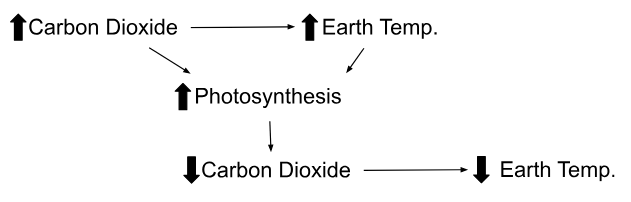 Carbon Dioxide Earth Temp.
Photosynthesis
Carbon Dioxide Earth Temp.